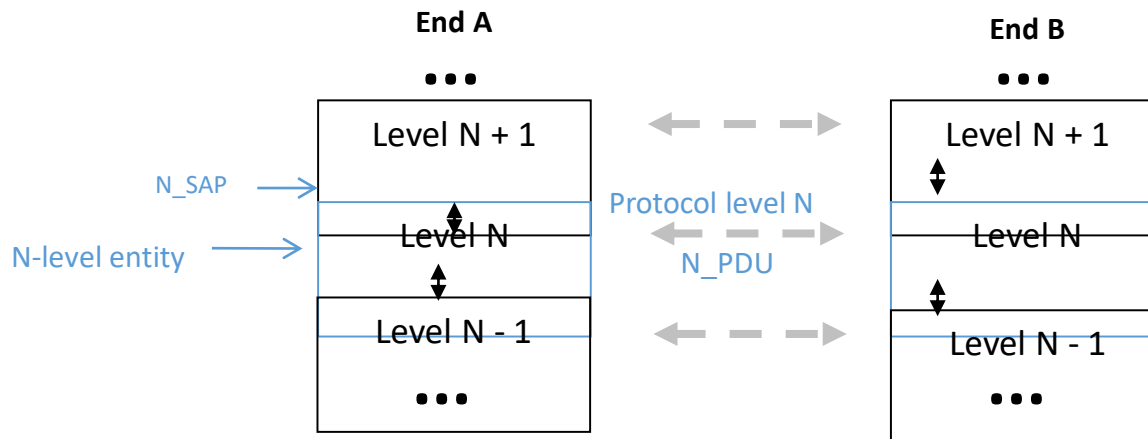 End A
End B
...
...
Level N + 1
Level N + 1
N_SAP
Protocol level N
N-level entity
Level N
Level N
N_PDU
Level N - 1
Level N - 1
...
...